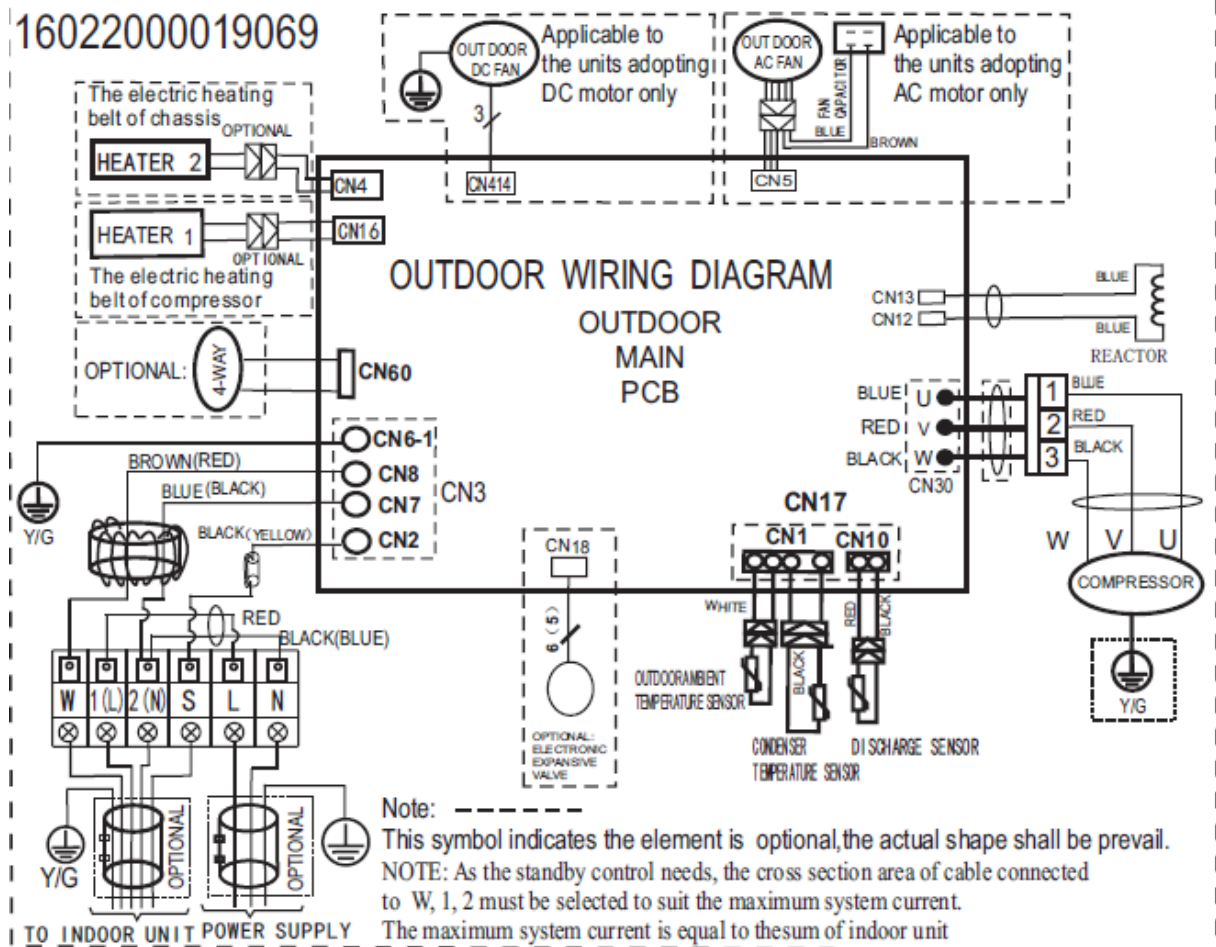 16022000019069
OUTDOOR
DC FAN
Applicable to
the units adopting
DC motor only
3
CN414
OUTDOOR
AC FAN
FAN
CAPACITOR
BLUE
BROWN
Applicable to
the units adopting
AC motor only
CN5
The electric heating
belt of chassis
OPTIONAL
HEATER 2
CN4
HEATER 1
CN16
OPTIONAL
The electric heating
belt of compressor
OUTDOOR WIRING DIAGRAM
OUTDOOR
MAIN
PCB
CN13
CN12
BLUE
BLUE
REACTOR
OPTIONAL:
4-WAY
CN60
BLUE U
RED V
BLACK W
CN30
1 BLUE
2 RED
3 BLACK
CN6-1
BROWN(RED)
CN8
BLUE(BLACK)
CN7
CN3
BLACK(YELLOW)
CN2
Y/G
CN17
CN1 CN10
W V U
COMPRESSOR
Y/G
CN18
6 (5)
OPTIONAL:
ELECTRONIC
EXPANSIVE
VALVE
WHITE
BLACK
RED
BLACK
OUTDOORAMBIENT
TEMPERATURE SENSOR
CONDENSER
TEMPERATURE SENSOR
DISCHARGE SENSOR
RED
BLACK(BLUE)
W 1(L) 2(N) S L N
OPTIONAL
OPTIONAL
Y/G
TO INDOOR UNIT POWER SUPPLY
Note: – – – – – –
This symbol indicates the element is optional,the actual shape shall be prevail.
NOTE: As the standby control needs, the cross section area of cable connected
to W, 1, 2 must be selected to suit the maximum system current.
The maximum system current is equal to thesum of indoor unit